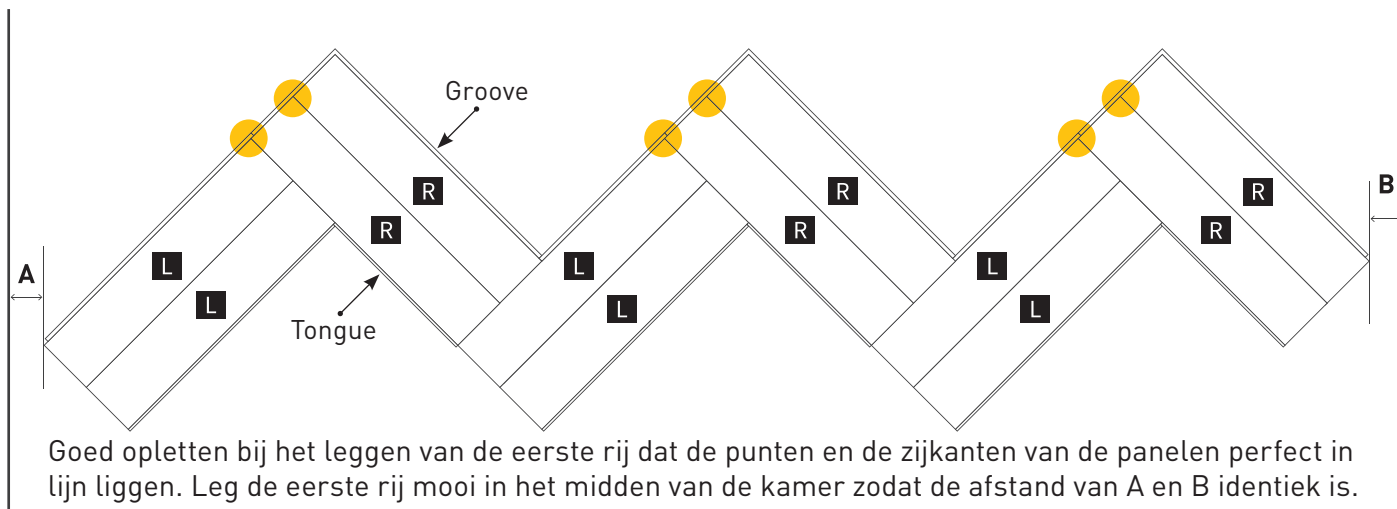 Groove
R
R
R
B
R
R
R
L
L
L
A
L
L
L
Tongue
Goed opletten bij het leggen van de eerste rij dat de punten en de zijkanten van de panelen perfect in
lijn liggen. Leg de eerste rij mooi in het midden van de kamer zodat de afstand van A en B identiek is.